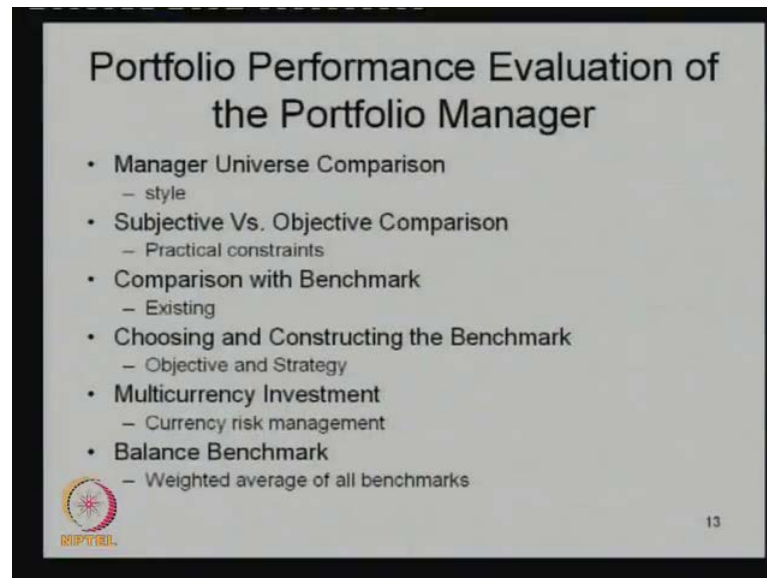 Portfolio Performance Evaluation of
the Portfolio Manager
• Manager Universe Comparison
– style
• Subjective Vs. Objective Comparison
– Practical constraints
• Comparison with Benchmark
– Existing
• Choosing and Constructing the Benchmark
– Objective and Strategy
• Multicurrency Investment
– Currency risk management
• Balance Benchmark
– Weighted average of all benchmarks
NPTEL
13